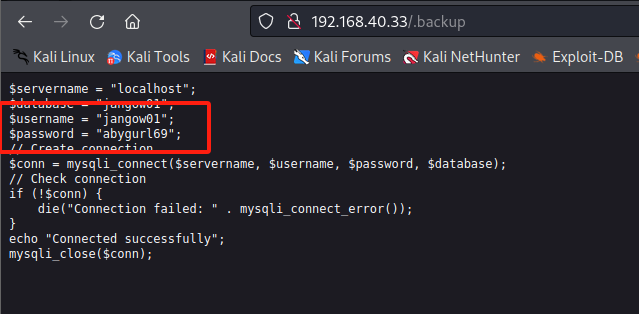 192.168.40.33/.backup
Kali Linux Kali Tools Kali Docs Kali Forums Kali NetHunter Exploit-DB
$servername = "localhost";
$database = "jangow01";
$username = "jangow01";
$password = "abygurl69";
// Create connection
$conn = mysqli_connect($servername, $username, $password, $database);
// Check connection
if (!$conn) {
    die("Connection failed: " . mysqli_connect_error());
}
echo "Connected successfully";
mysqli_close($conn);